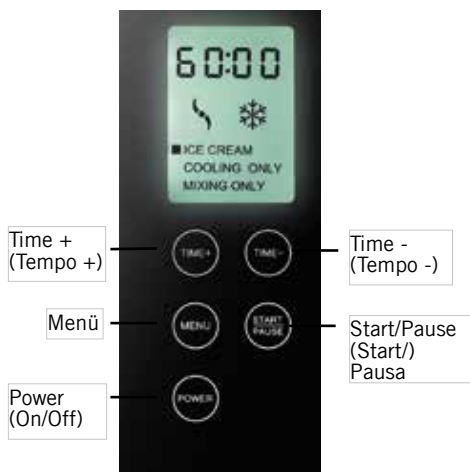 60:00
ICE CREAM
COOLING ONLY
MIXING ONLY
Time +
(Tempo +)
TIME+
TIME-
Time -
(Tempo -)
Menü
MENU
START
PAUSE
Start/Pause
(Start/)
Pausa
Power
(On/Off)
POWER